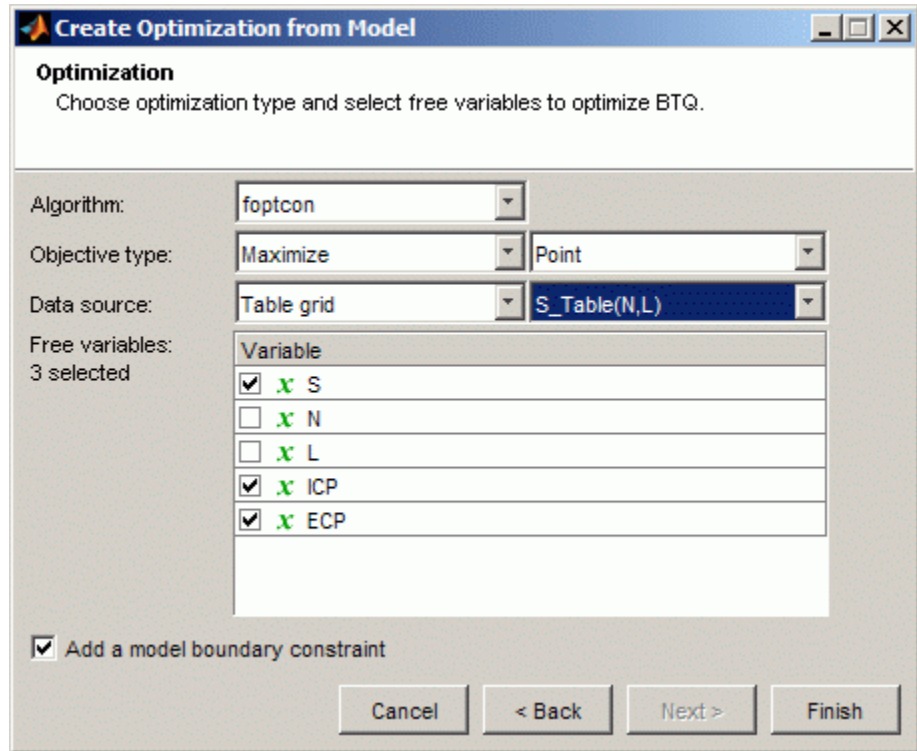 Create Optimization from Model
Optimization
Choose optimization type and select free variables to optimize BTQ.
Algorithm: foptcon
Objective type: Maximize Point
Data source: Table grid S_Table(N,L)
Free variables:
3 selected
Variable
x S
x N
x L
x ICP
x ECP
Add a model boundary constraint
Cancel < Back Next > Finish